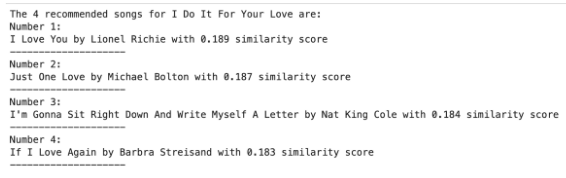 The 4 recommended songs for I Do It For Your Love are:
Number 1:
I Love You by Lionel Richie with 0.189 similarity score
--------------------
Number 2:
Just One Love by Michael Bolton with 0.187 similarity score
--------------------
Number 3:
I'm Gonna Sit Right Down And Write Myself A Letter by Nat King Cole with 0.184 similarity score
--------------------
Number 4:
If I Love Again by Barbra Streisand with 0.183 similarity score
--------------------